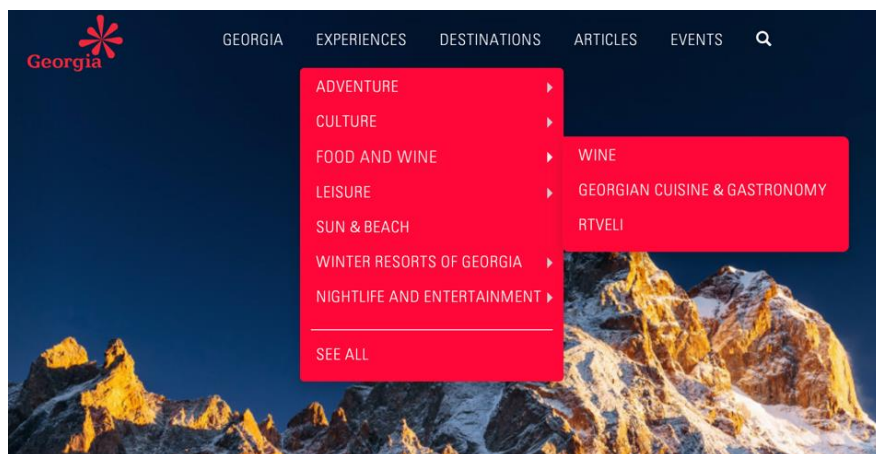 Georgia
GEORGIA EXPERIENCES DESTINATIONS ARTICLES EVENTS
ADVENTURE
CULTURE
FOOD AND WINE
LEISURE
SUN & BEACH
WINTER RESORTS OF GEORGIA
NIGHTLIFE AND ENTERTAINMENT
SEE ALL
WINE
GEORGIAN CUISINE & GASTRONOMY
RTVELI